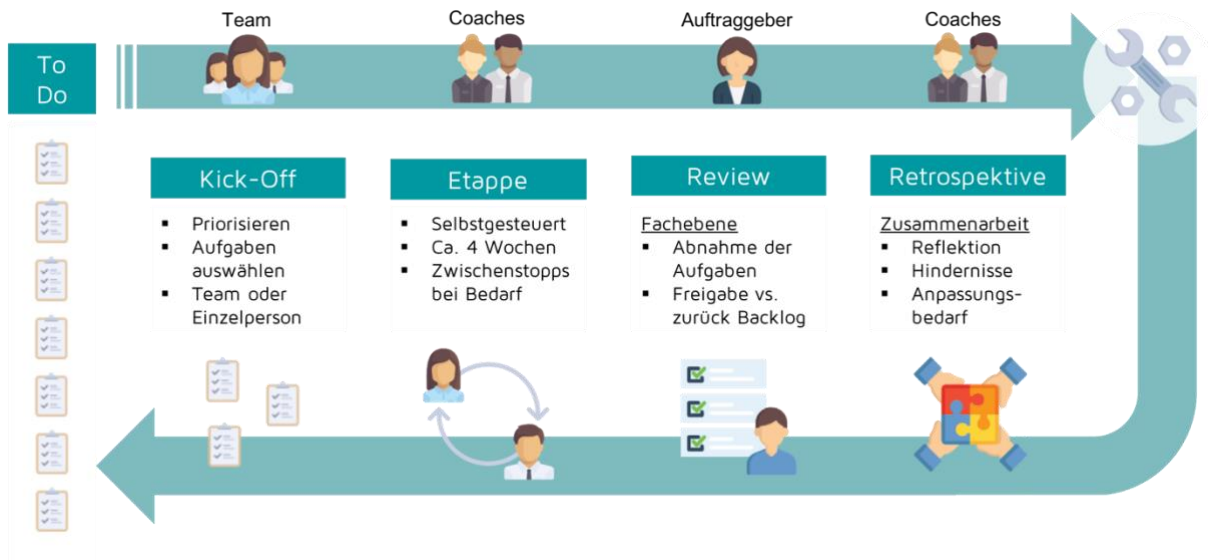 Team
Coaches
Auftraggeber
Coaches
To
Do
Kick-Off
▪ Priorisieren
▪ Aufgaben
auswählen
▪ Team oder
Einzelperson
Etappe
▪ Selbstgesteuert
▪ Ca. 4 Wochen
▪ Zwischenstopps
bei Bedarf
Review
Fachebene
▪ Abnahme der
Aufgaben
▪ Freigabe vs.
zurück Backlog
Retrospektive
Zusammenarbeit
▪ Reflektion
▪ Hindernisse
▪ Anpassungs-
bedarf